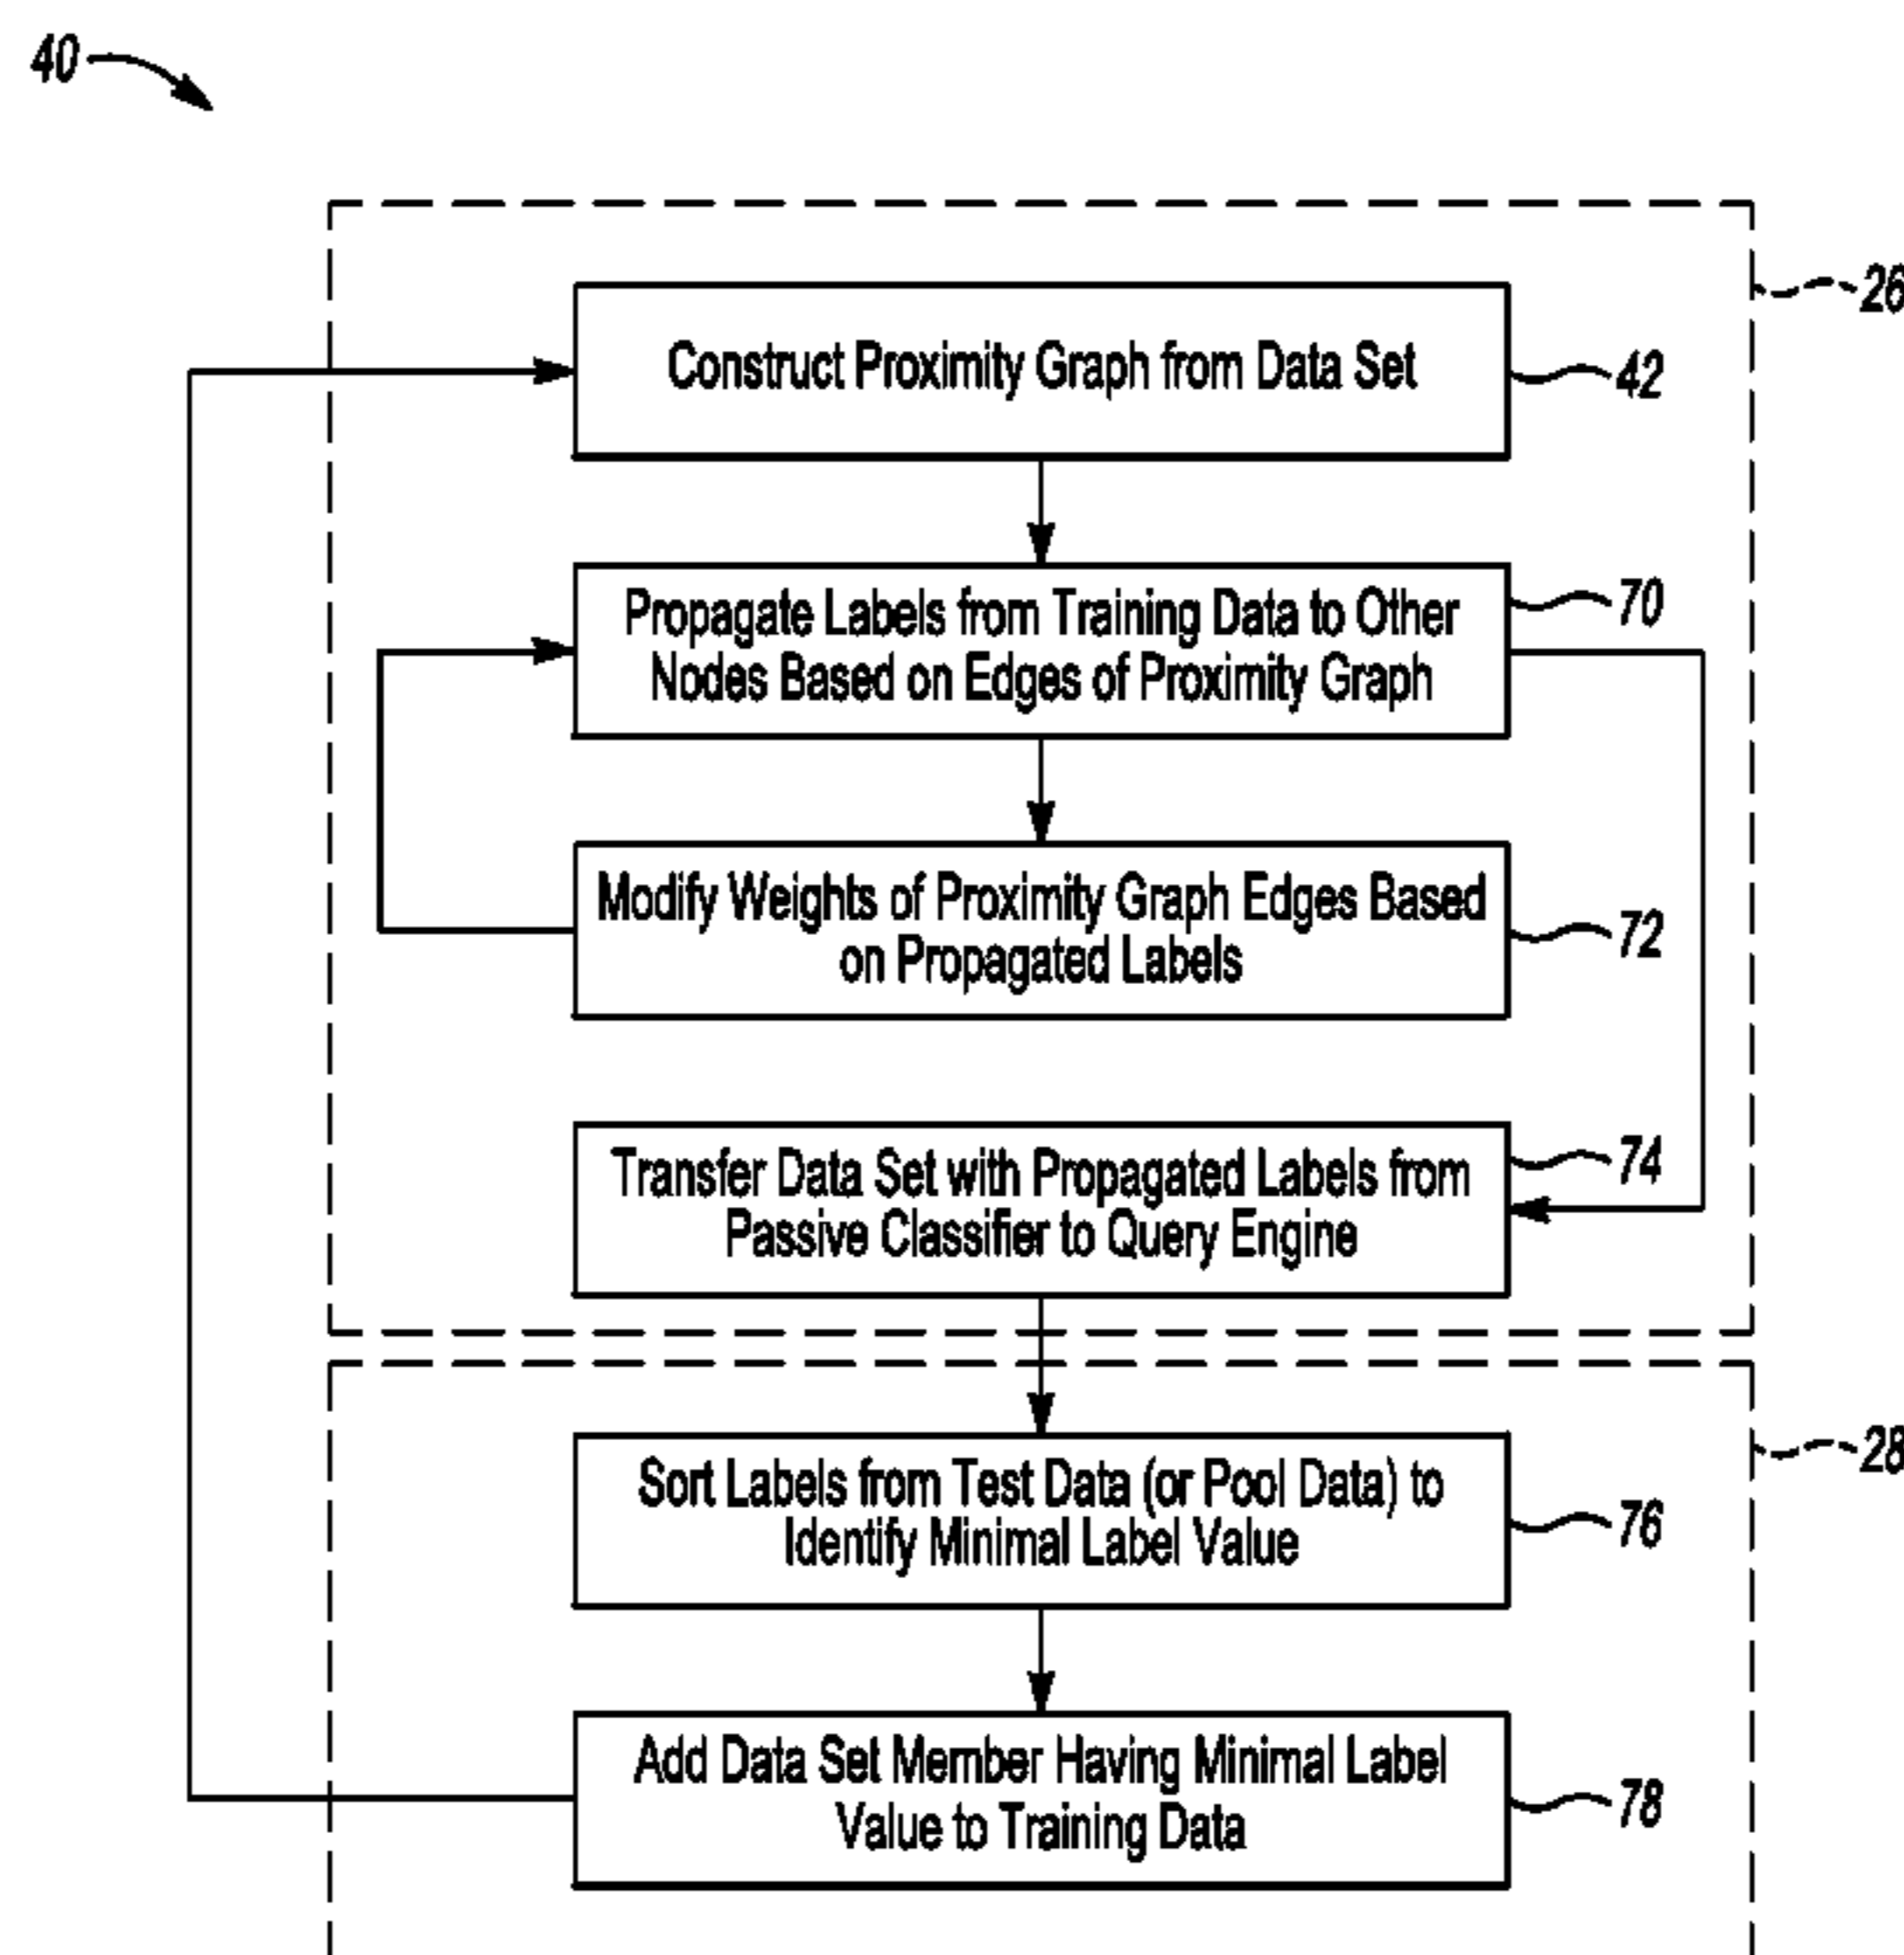 40
26
Construct Proximity Graph from Data Set
42
Propagate Labels from Training Data to Other
Nodes Based on Edges of Proximity Graph
70
Modify Weights of Proximity Graph Edges Based
on Propagated Labels
72
Transfer Data Set with Propagated Labels from
Passive Classifier to Query Engine
74
28
Sort Labels from Test Data (or Pool Data) to
Identify Minimal Label Value
76
Add Data Set Member Having Minimal Label
Value to Training Data
78